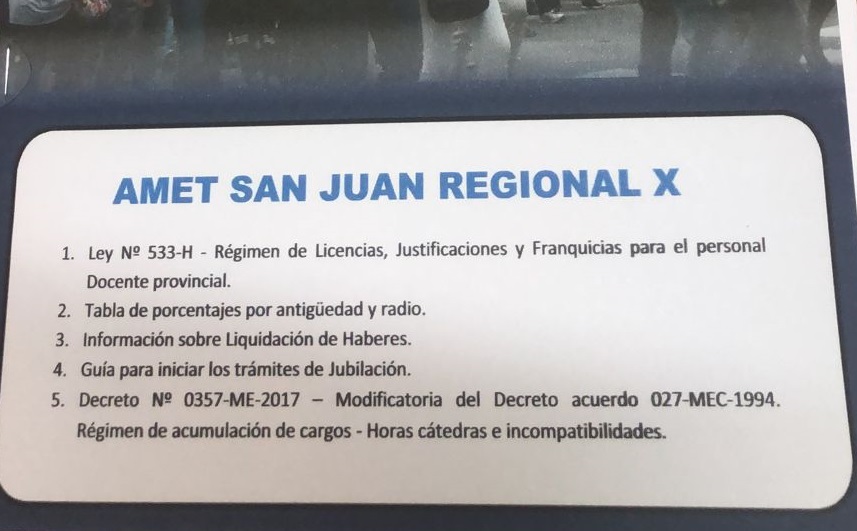 AMET SAN JUAN REGIONAL X
1. Ley Nº 533-H - Régimen de Licencias, Justificaciones y Franquicias para el personal
Docente provincial.
2. Tabla de porcentajes por antigüedad y radio.
3. Información sobre Liquidación de Haberes.
4. Guía para iniciar los trámites de Jubilación.
5. Decreto Nº 0357-ME-2017 – Modificatoria del Decreto acuerdo 027-MEC-1994.
Régimen de acumulación de cargos - Horas cátedras e incompatibilidades.